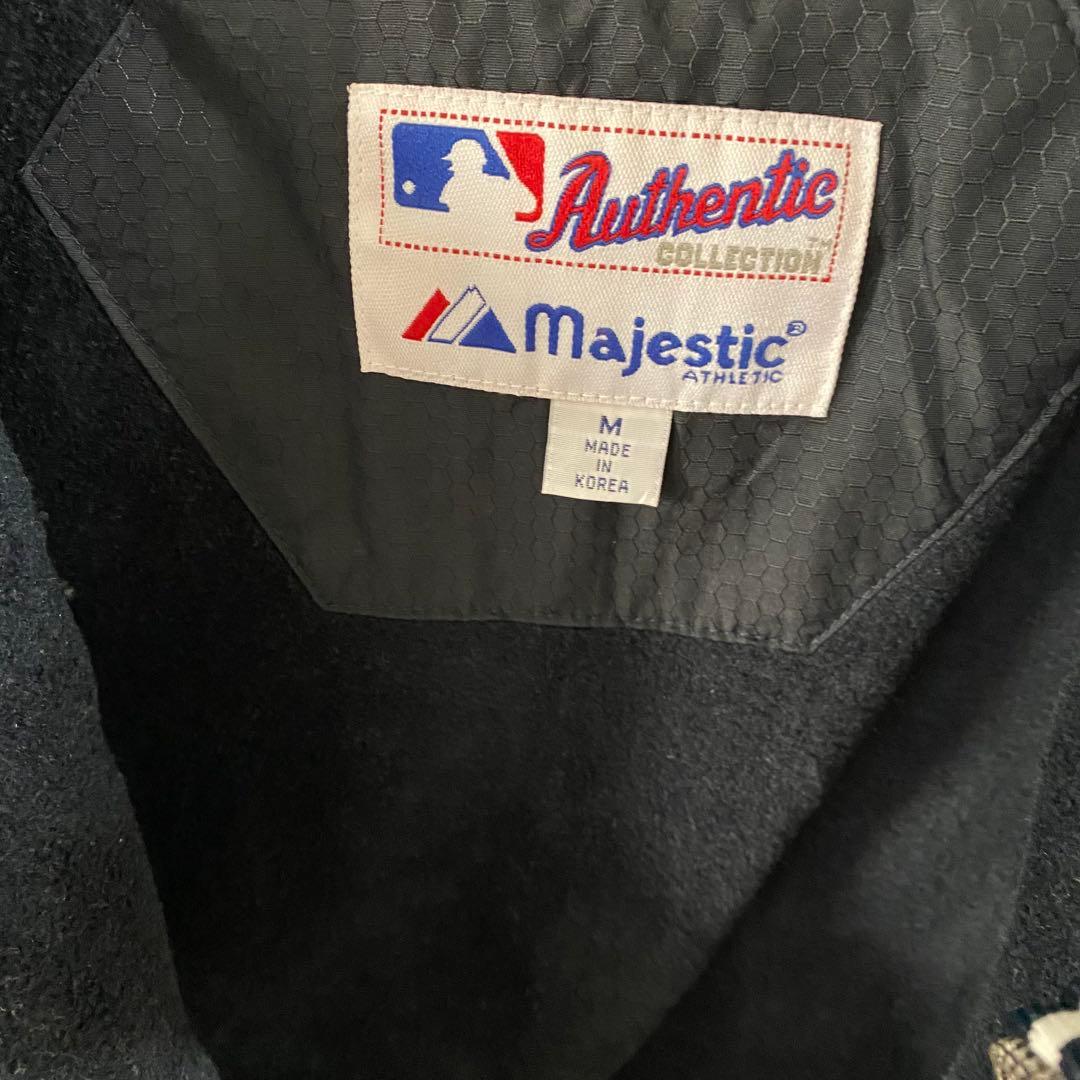 Authentic
COLLECTION™
Majestic®
ATHLETIC
M
MADE
IN
KOREA